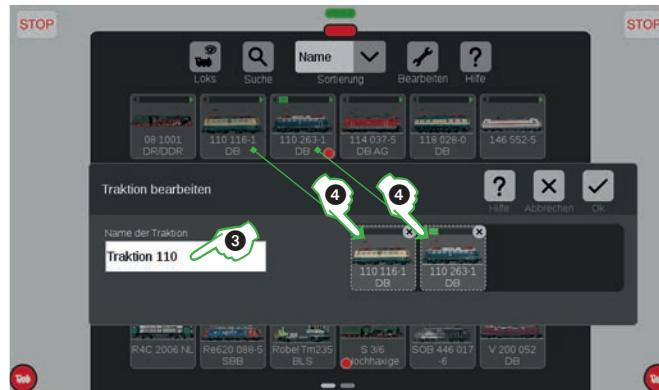 STOP
STOP
Name
Loks
Suche
Sortierung
Bearbeiten
Hilfe
08 1001
DR/DDR
110 116-1
DB
110 263-1
DB
114 037-5
DB AG
118 028-0
DB
146 552-5
Traktion bearbeiten
4
4
Hilfe
Abbrechen
Ok
Name der Traktion
Traktion 110
3
110 116-1
DB
110 263-1
DB
R4C 2006 NL
Re620 088-5
SBB
Robel Tm235
BLS
S 3/6
Hochhaxige
SOB 446 017
-6
V 200 052
DB